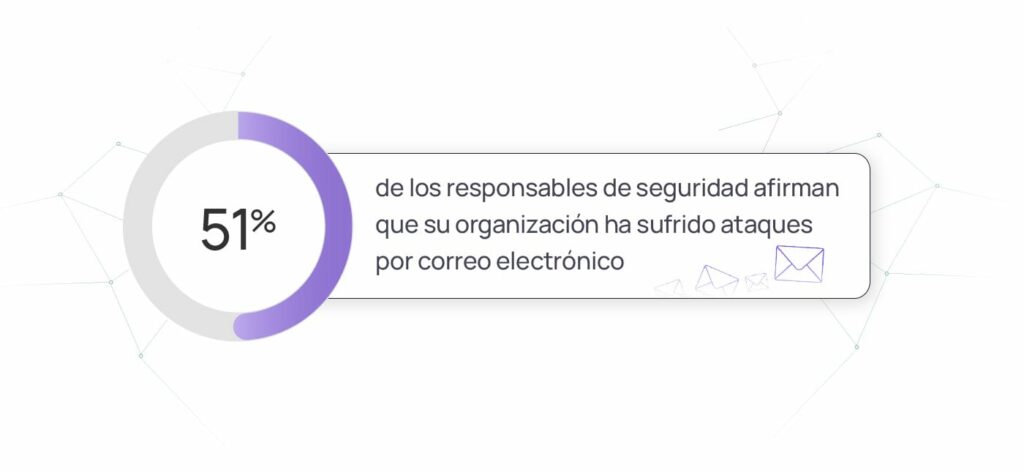 51%
de los responsables de seguridad afirman
que su organización ha sufrido ataques
por correo electrónico